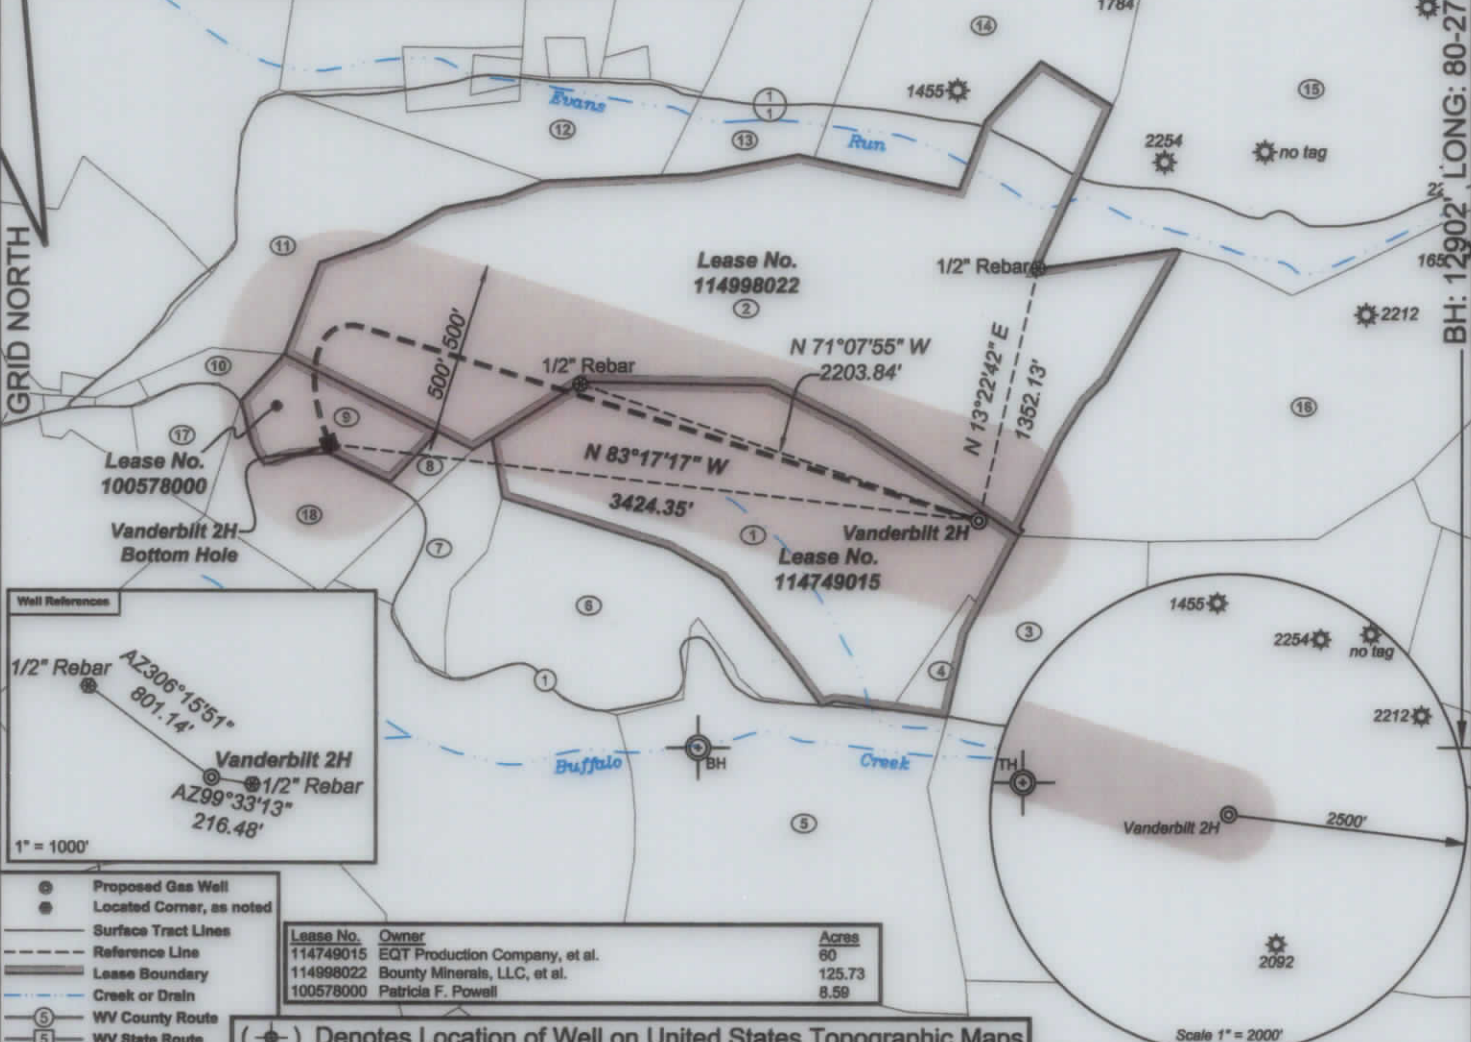 1784
14
15
1455
Evans
1
1
12
13
Run
2254
no tag
BH: 12902' LONG: 80-27
GRID NORTH
11
Lease No.
114998022
2
1/2" Rebar
165
2212
500' 500'
N 71°07'55" W
2203.84'
N 13°22'42" E
1352.13'
10
1/2" Rebar
9
16
17
Lease No.
100578000
8
N 83°17'17" W
3424.35'
18
Vanderbilt 2H
Bottom Hole
Vanderbilt 2H
1
Lease No.
114749015
7
6
3
4
1
Well References
1/2" Rebar
AZ306°15'51"
801.14'
Vanderbilt 2H
1/2" Rebar
AZ99°33'13"
216.48'
1" = 1000'
Buffalo
BH
Creek
TH
5
1455
2254
no tag
2212
Vanderbilt 2H
2500'
2092
Scale 1" = 2000'
Proposed Gas Well
Located Corner, as noted
Surface Tract Lines
Reference Line
Lease Boundary
Creek or Drain
5 WV County Route
5 WV State Route
Lease No. Owner Acres
114749015 EQT Production Company, et al. 60
114998022 Bounty Minerals, LLC, et al. 125.73
100578000 Patricia F. Powell 8.59
( ) Denotes Location of Well on United States Topographic Maps